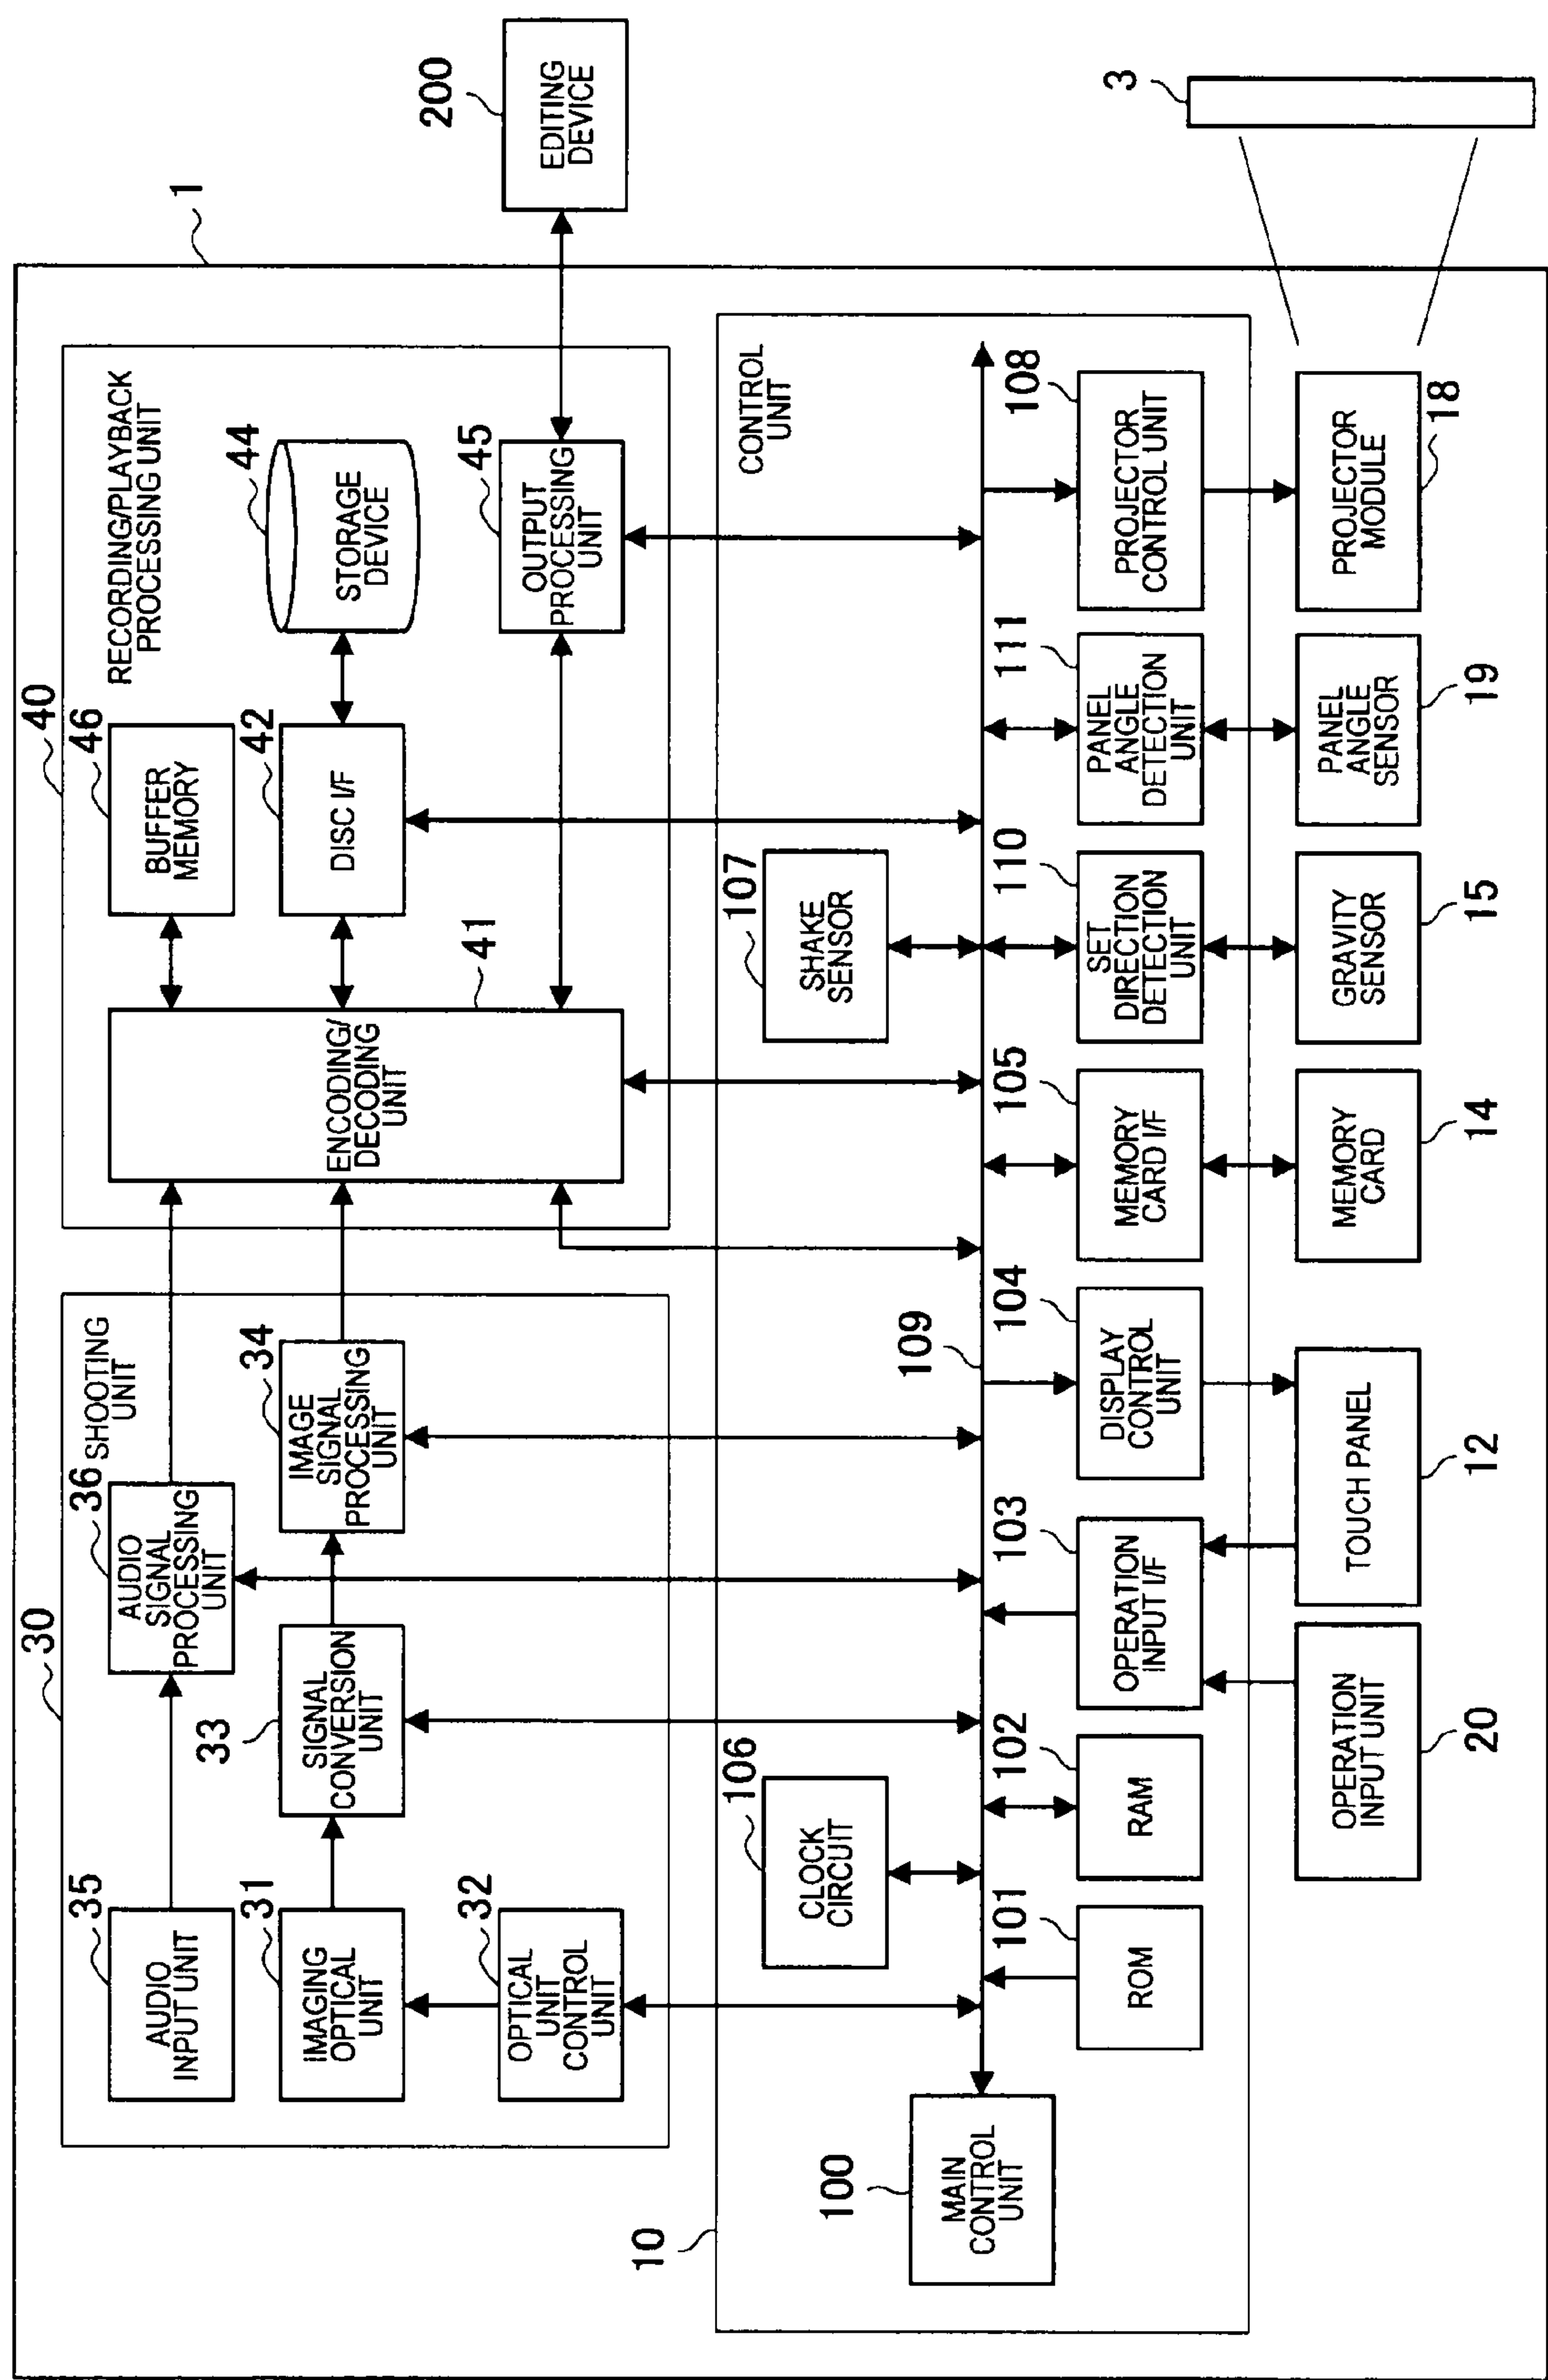 1
200
EDITING
DEVICE
3
30
SHOOTING
UNIT
35
AUDIO
INPUT UNIT
36
AUDIO
SIGNAL
PROCESSING
UNIT
31
IMAGING
OPTICAL
UNIT
33
SIGNAL
CONVERSION
UNIT
34
IMAGE
SIGNAL
PROCESSING
UNIT
32
OPTICAL
UNIT
CONTROL
UNIT
40
RECORDING/PLAYBACK
PROCESSING UNIT
46
BUFFER
MEMORY
42
DISC I/F
44
STORAGE
DEVICE
41
ENCODING/
DECODING
UNIT
45
OUTPUT
PROCESSING
UNIT
10
CONTROL
UNIT
100
MAIN
CONTROL
UNIT
106
CLOCK
CIRCUIT
107
SHAKE
SENSOR
109
101
ROM
102
RAM
103
OPERATION
INPUT I/F
104
DISPLAY
CONTROL
UNIT
105
MEMORY
CARD I/F
110
SET
DIRECTION
DETECTION
UNIT
111
PANEL
ANGLE
DETECTION
UNIT
108
PROJECTOR
CONTROL UNIT
OPERATION
INPUT UNIT
20
TOUCH PANEL
12
MEMORY
CARD
14
GRAVITY
SENSOR
15
PANEL
ANGLE
SENSOR
19
PROJECTOR
MODULE
18